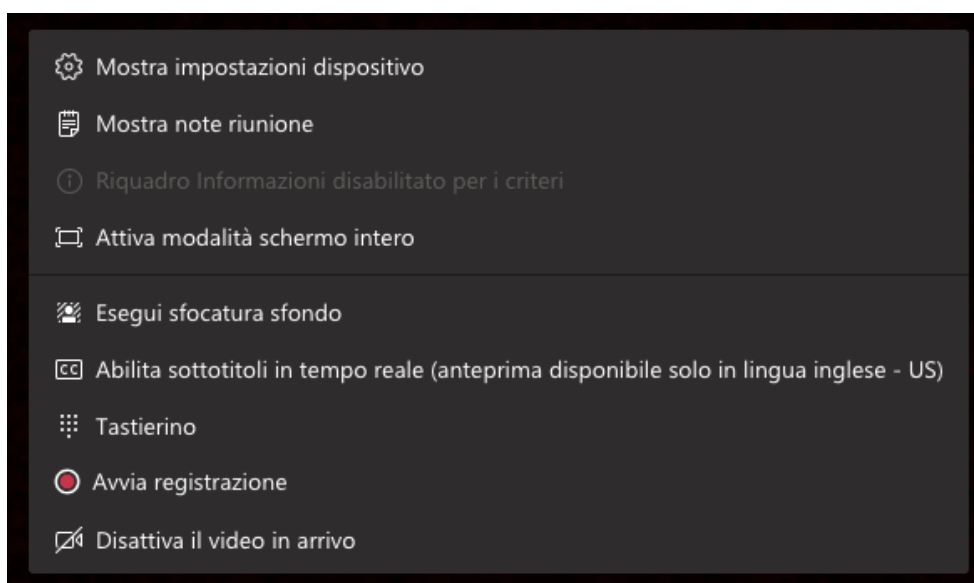 Mostra impostazioni dispositivo
Mostra note riunione
Riquadro Informazioni disabilitato per i criteri
Attiva modalità schermo intero
Esegui sfocatura sfondo
CC Abilita sottotitoli in tempo reale (anteprima disponibile solo in lingua inglese - US)
Tastierino
Avvia registrazione
Disattiva il video in arrivo